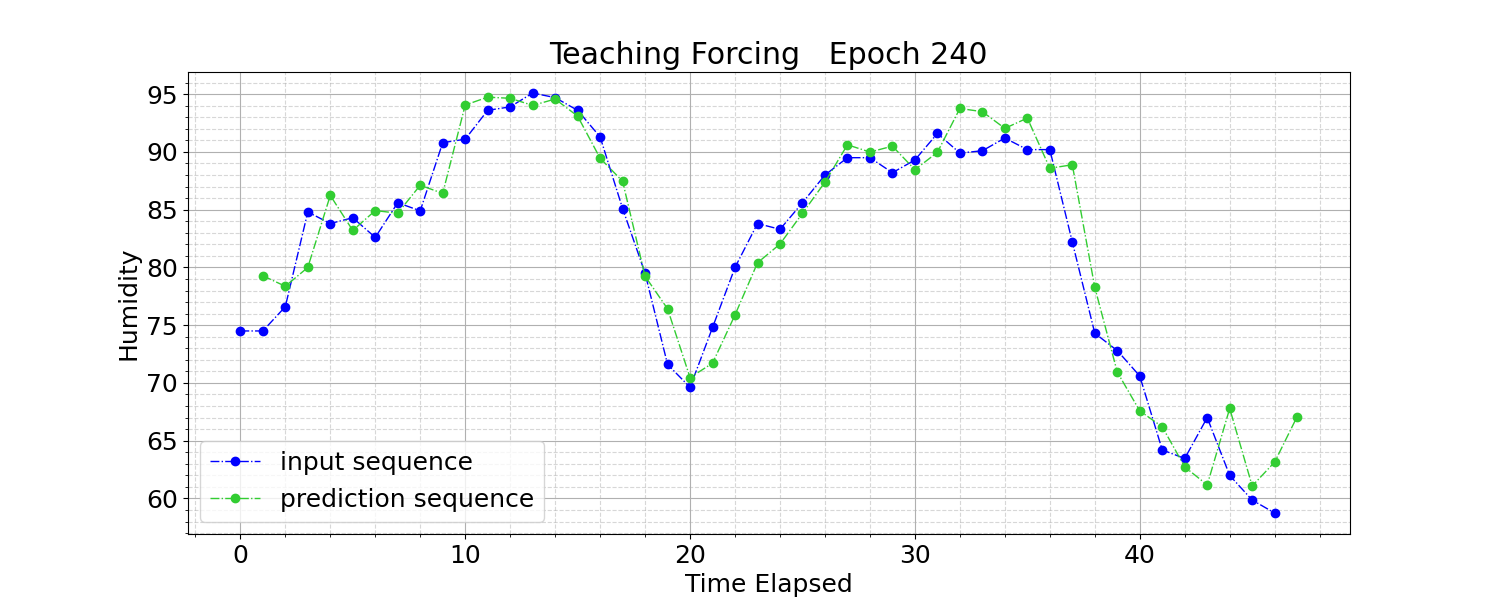 Teaching Forcing   Epoch 240
95
90
85
80
75
70
65
60
Humidity
input sequence
prediction sequence
0 10 20 30 40
Time Elapsed